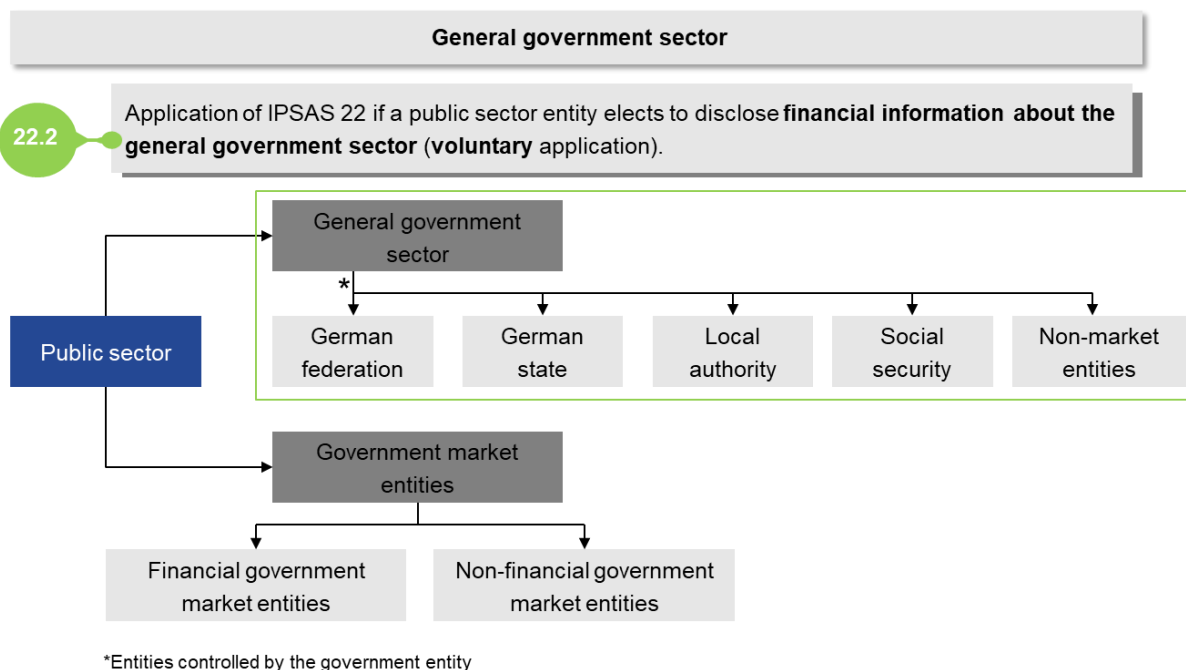 General government sector
Application of IPSAS 22 if a public sector entity elects to disclose financial information about the
22.2
general government sector (voluntary application).
General government
sector
*
German
federation
German
state
Local
authority
Social
security
Non-market
entities
Public sector
Government market
entities
Financial government
market entities
Non-financial government
market entities
*Entities controlled by the government entity